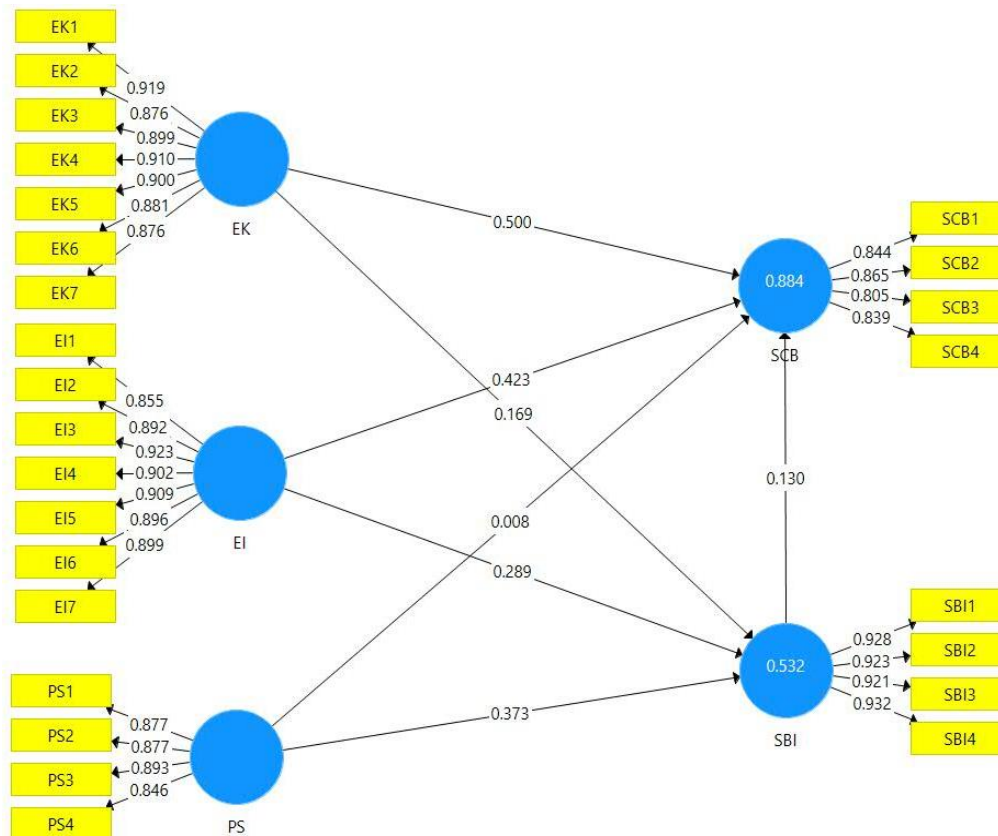 EK1
EK2
EK3
EK4
EK5
EK6
EK7
0.919
0.876
0.899
0.910
0.900
0.881
0.876
EK
EI1
EI2
EI3
EI4
EI5
EI6
EI7
0.855
0.892
0.923
0.902
0.909
0.896
0.899
EI
PS1
PS2
PS3
PS4
0.877
0.877
0.893
0.846
PS
0.500
0.423
0.169
0.008
0.289
0.373
0.130
0.884
SCB
0.844
0.865
0.805
0.839
SCB1
SCB2
SCB3
SCB4
0.532
SBI
0.928
0.923
0.921
0.932
SBI1
SBI2
SBI3
SBI4